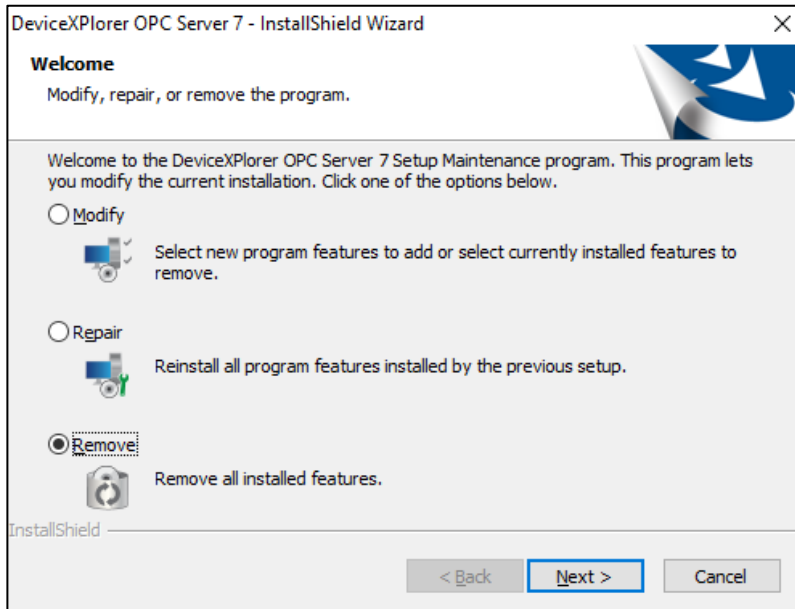 DeviceXPlorer OPC Server 7 - InstallShield Wizard
Welcome
Modify, repair, or remove the program.
Welcome to the DeviceXPlorer OPC Server 7 Setup Maintenance program. This program lets
you modify the current installation. Click one of the options below.
Modify
Select new program features to add or select currently installed features to
remove.
Repair
Reinstall all program features installed by the previous setup.
Remove
Remove all installed features.
InstallShield
< Back Next > Cancel